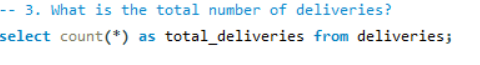 -- 3. What is the total number of deliveries?
select count(*) as total_deliveries from deliveries;